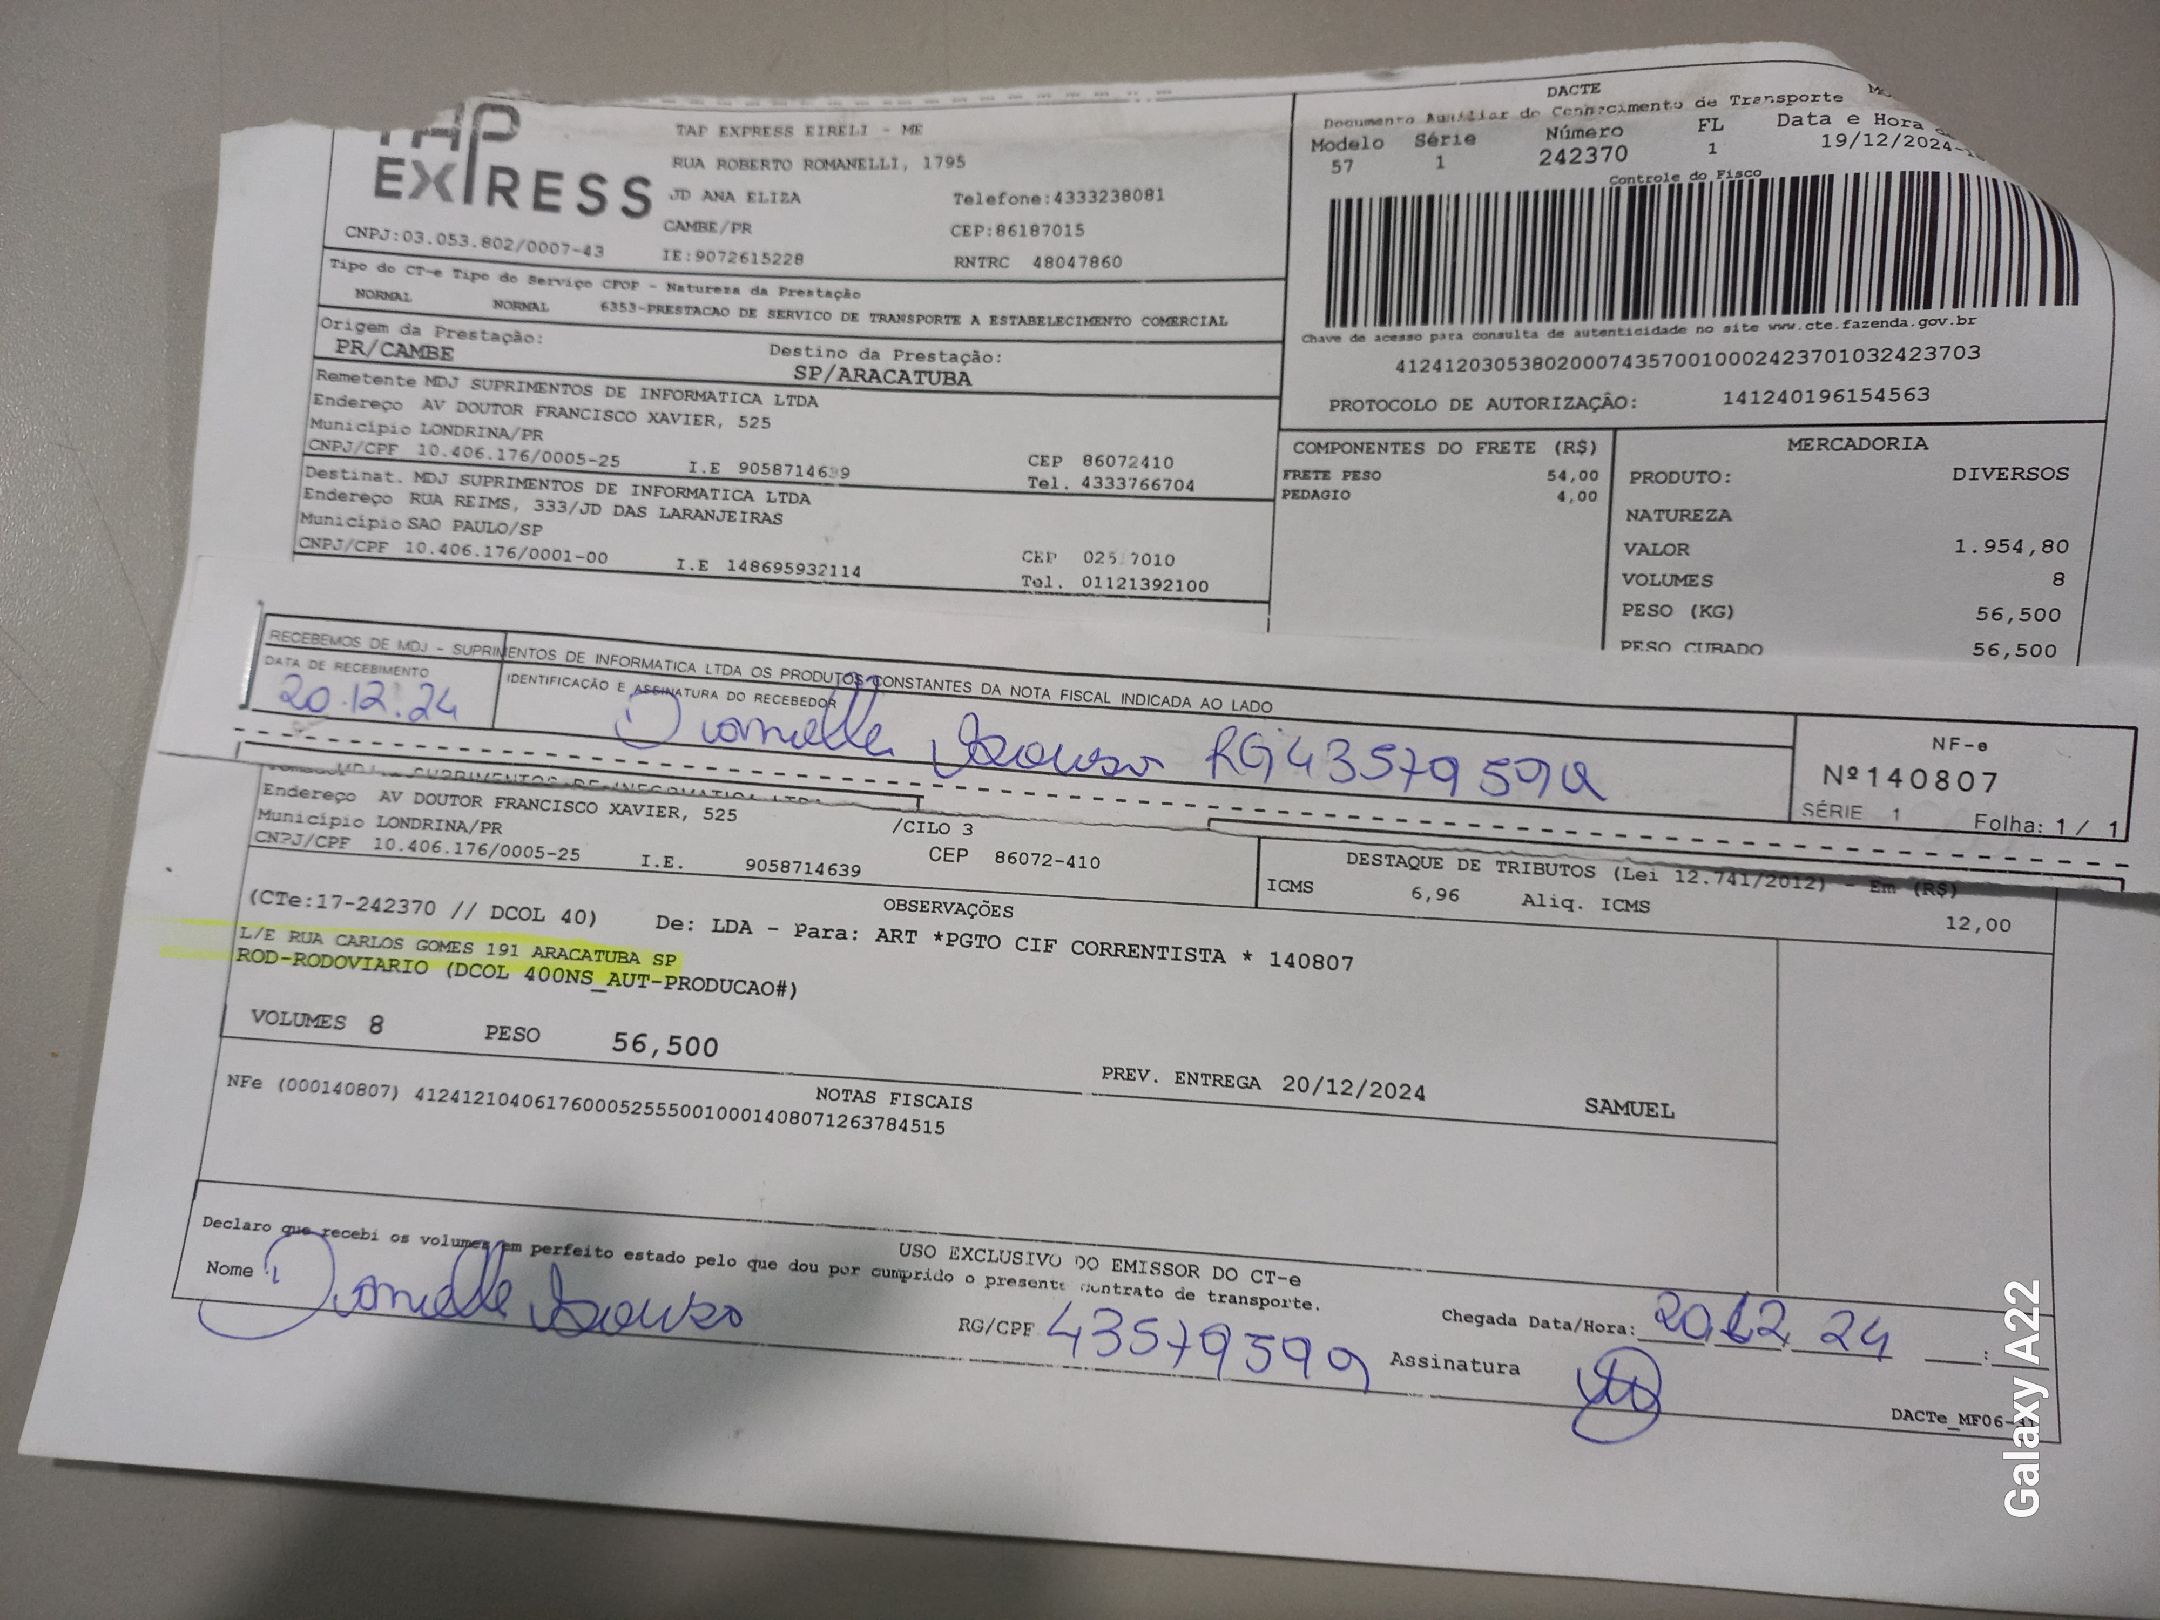 TAP
EXPRESS
CNPJ:03.053.802/0007-43
TAP EXPRESS EIRELI - ME
RUA ROBERTO ROMANELLI, 1795
JD ANA ELIZA Telefone:4333238081
CAMBE/PR CEP:86187015
IE:9072615228 RNTRC 48047860
DACTE
Documento Auxiliar do Conhecimento de Transporte
Modelo Série Número FL Data e Hora
57 1 242370 1 19/12/2024
Controle do Fisco
Chave de acesso para consulta de autenticidade no site www.cte.fazenda.gov.br
41241203053802000743570010002423701032423703
PROTOCOLO DE AUTORIZAÇÃO: 141240196154563
Tipo do CT-e Tipo do Serviço CFOP - Natureza da Prestação
NORMAL NORMAL 6353-PRESTACAO DE SERVICO DE TRANSPORTE A ESTABELECIMENTO COMERCIAL
Origem da Prestação: Destino da Prestação:
PR/CAMBE SP/ARACATUBA
Remetente MDJ SUPRIMENTOS DE INFORMATICA LTDA
Endereço AV DOUTOR FRANCISCO XAVIER, 525
Município LONDRINA/PR CEP 86072410
CNPJ/CPF 10.406.176/0005-25 I.E 9058714639 Tel. 4333766704
Destinat. MDJ SUPRIMENTOS DE INFORMATICA LTDA
Endereço RUA REIMS, 333/JD DAS LARANJEIRAS
Município SAO PAULO/SP CEP 025 7010
CNPJ/CPF 10.406.176/0001-00 I.E 148695932114 Tel. 01121392100
COMPONENTES DO FRETE (R$)
FRETE PESO 54,00
PEDAGIO 4,00
MERCADORIA
PRODUTO: DIVERSOS
NATUREZA
VALOR 1.954,80
VOLUMES 8
PESO (KG) 56,500
PESO CUBADO 56,500
RECEBEMOS DE MDJ - SUPRIMENTOS DE INFORMATICA LTDA OS PRODUTOS CONSTANTES DA NOTA FISCAL INDICADA AO LADO
DATA DE RECEBIMENTO IDENTIFICAÇÃO E ASSINATURA DO RECEBEDOR
20.12.24 RG 43579599
NF-e
Nº140807
SÉRIE 1 Folha: 1 / 1
MDJ SUPRIMENTOS DE INFORMATICA LTDA
Endereço AV DOUTOR FRANCISCO XAVIER, 525 /CILO 3
Município LONDRINA/PR CEP 86072-410
CNPJ/CPF 10.406.176/0005-25 I.E. 9058714639
DESTAQUE DE TRIBUTOS (Lei 12.741/2012) - Em (R$)
ICMS 6,96 Aliq. ICMS 12,00
OBSERVAÇÕES
(CTe:17-242370 // DCOL 40) De: LDA - Para: ART *PGTO CIF CORRENTISTA * 140807
L/E RUA CARLOS GOMES 191 ARACATUBA SP
ROD-RODOVIARIO (DCOL 400NS_AUT-PRODUCAO#)
VOLUMES 8 PESO 56,500 PREV. ENTREGA 20/12/2024 SAMUEL
NOTAS FISCAIS
NFe (000140807) 41241210406176000525550010001408071263784515
USO EXCLUSIVO DO EMISSOR DO CT-e
Declaro que recebi os volumes em perfeito estado pelo que dou por cumprido o presente contrato de transporte.
Nome RG/CPF 43579599 Chegada Data/Hora: 20.12.24 :
Assinatura
DACTe_MF06-
Galaxy A22